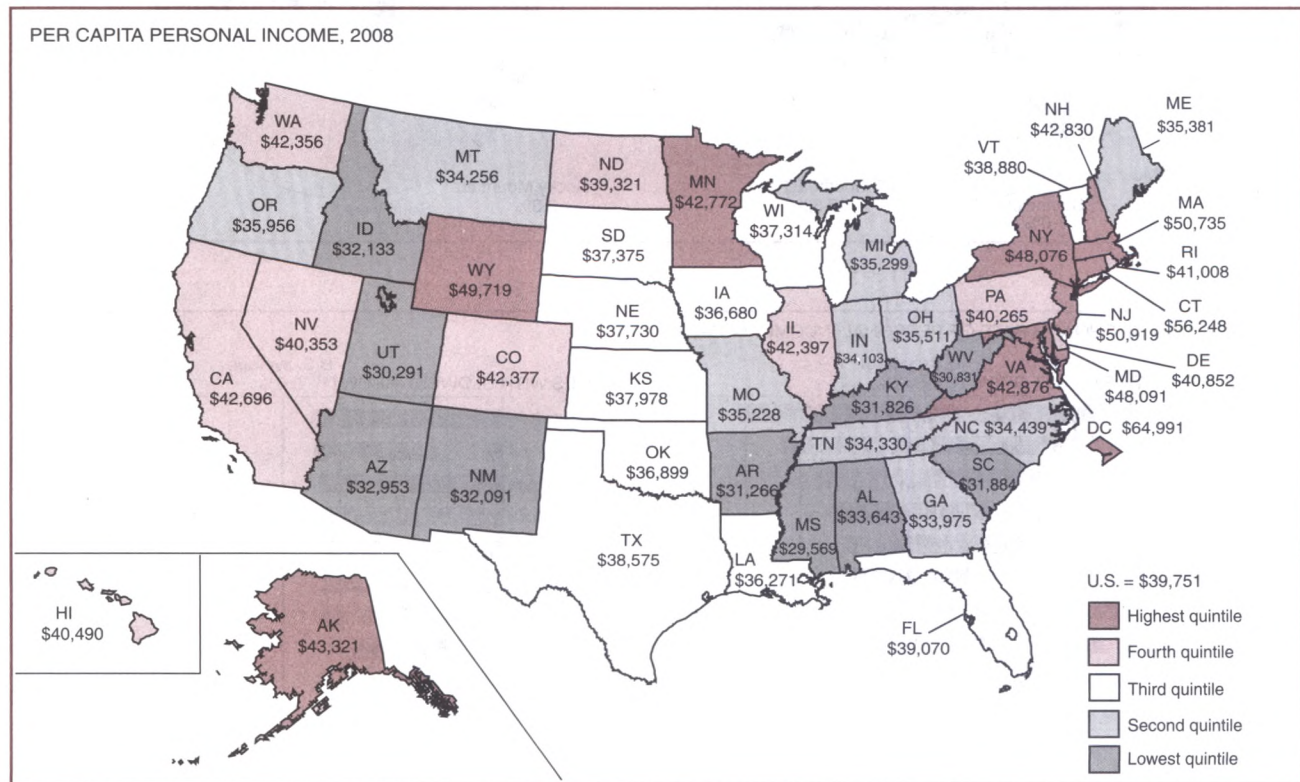 PER CAPITA PERSONAL INCOME, 2008
WA
$42,356
MT
$34,256
ND
$39,321
MN
$42,772
VT
$38,880
NH
$42,830
ME
$35,381
OR
$35,956
ID
$32,133
WY
$49,719
SD
$37,375
WI
$37,314
MI
$35,299
NY
$48,076
MA
$50,735
RI
$41,008
CT
$56,248
NJ
$50,919
DE
$40,852
MD
$48,091
DC $64,991
NV
$40,353
UT
$30,291
CO
$42,377
NE
$37,730
IA
$36,680
IL
$42,397
IN
$34,103
OH
$35,511
PA
$40,265
WV
$30,831
VA
$42,876
CA
$42,696
KS
$37,978
MO
$35,228
KY
$31,826
TN $34,330
NC $34,439
AZ
$32,953
NM
$32,091
OK
$36,899
AR
$31,266
MS
$29,569
AL
$33,643
GA
$33,975
SC
$31,884
TX
$38,575
LA
$36,271
FL
$39,070
HI
$40,490
AK
$43,321
U.S. = $39,751
Highest quintile
Fourth quintile
Third quintile
Second quintile
Lowest quintile